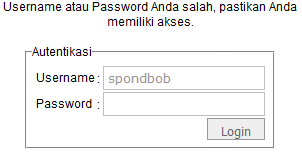 Username atau Password Anda salah, pastikan Anda
memiliki akses.
Autentikasi
Username : spondbob
Password :
Login